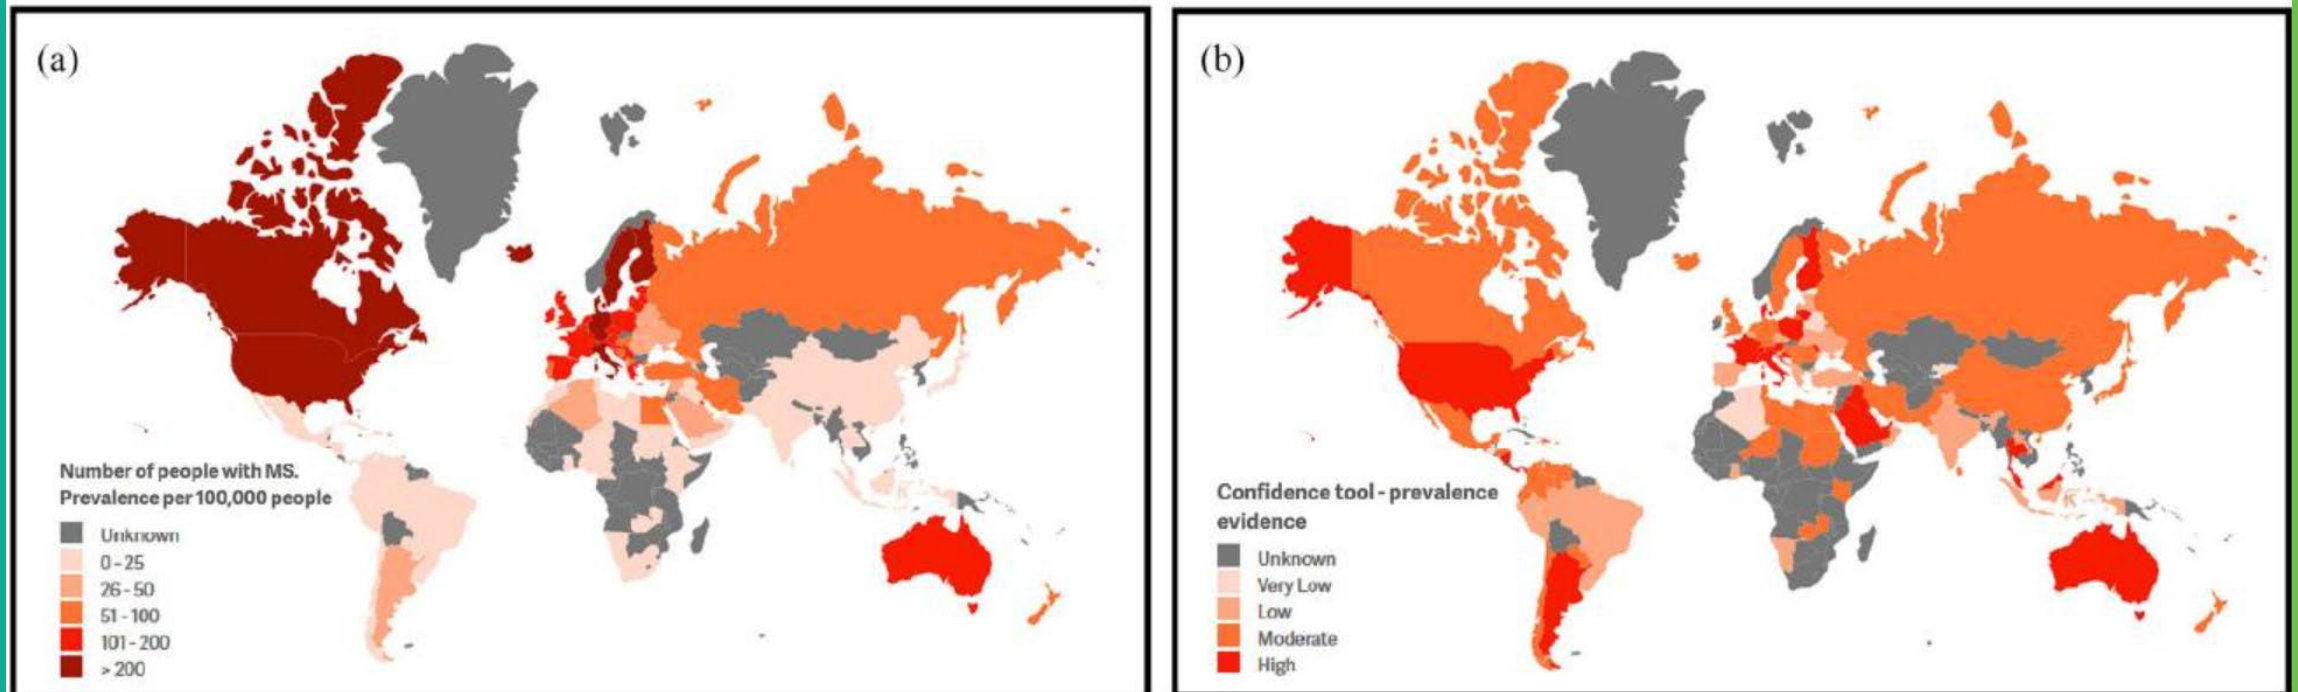 (a)
Number of people with MS.
Prevalence per 100,000 people
Unknown
0-25
26-50
51-100
101-200
>200
(b)
Confidence tool - prevalence
evidence
Unknown
Very Low
Low
Moderate
High